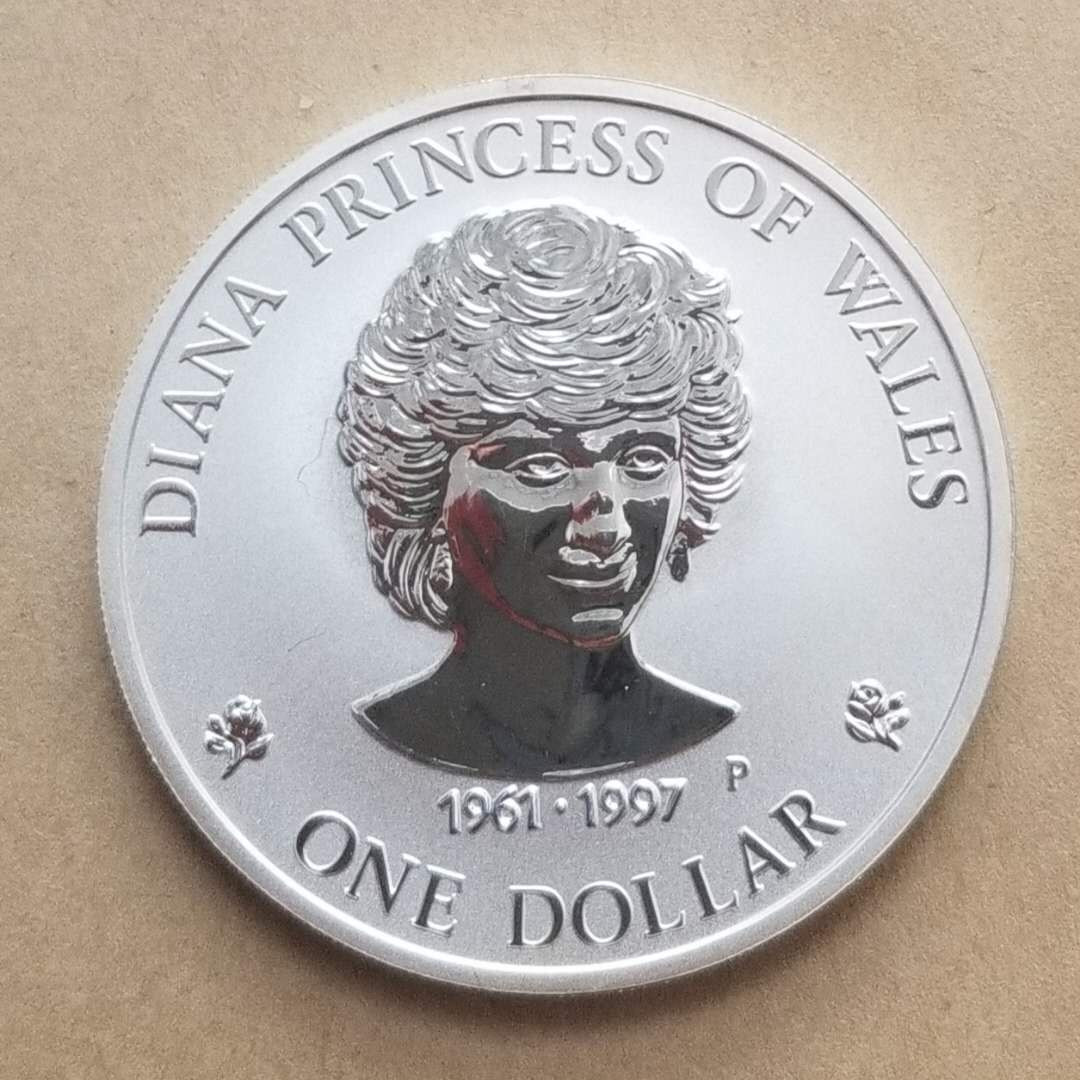 DIANA PRINCESS OF WALES
1961·1997
P
ONE DOLLAR